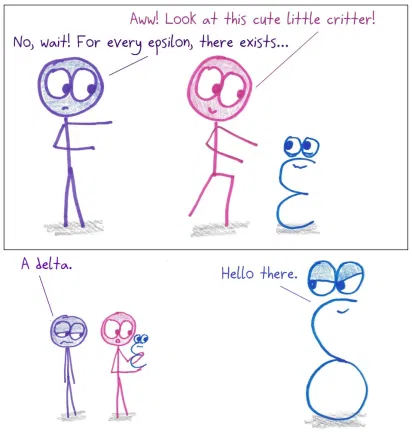 Aww! Look at this cute little critter!
No, wait! For every epsilon, there exists...
A delta.
Hello there.